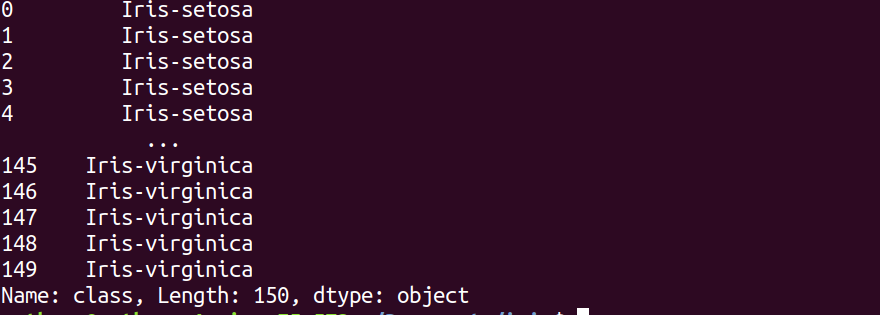 0         Iris-setosa
1         Iris-setosa
2         Iris-setosa
3         Iris-setosa
4         Iris-setosa
            ...
145    Iris-virginica
146    Iris-virginica
147    Iris-virginica
148    Iris-virginica
149    Iris-virginica
Name: class, Length: 150, dtype: object